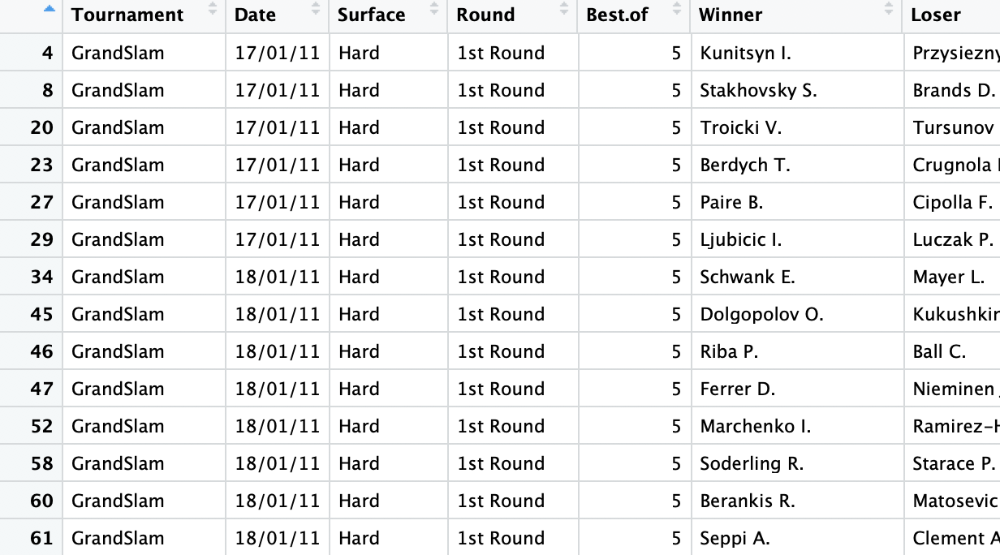 Tournament Date Surface Round Best.of Winner Loser
4 GrandSlam 17/01/11 Hard 1st Round 5 Kunitsyn I. Przysiezny
8 GrandSlam 17/01/11 Hard 1st Round 5 Stakhovsky S. Brands D.
20 GrandSlam 17/01/11 Hard 1st Round 5 Troicki V. Tursunov
23 GrandSlam 17/01/11 Hard 1st Round 5 Berdych T. Crugnola
27 GrandSlam 17/01/11 Hard 1st Round 5 Paire B. Cipolla F.
29 GrandSlam 17/01/11 Hard 1st Round 5 Ljubicic I. Luczak P.
34 GrandSlam 18/01/11 Hard 1st Round 5 Schwank E. Mayer L.
45 GrandSlam 18/01/11 Hard 1st Round 5 Dolgopolov O. Kukushkin
46 GrandSlam 18/01/11 Hard 1st Round 5 Riba P. Ball C.
47 GrandSlam 18/01/11 Hard 1st Round 5 Ferrer D. Nieminen
52 GrandSlam 18/01/11 Hard 1st Round 5 Marchenko I. Ramirez-H
58 GrandSlam 18/01/11 Hard 1st Round 5 Soderling R. Starace P.
60 GrandSlam 18/01/11 Hard 1st Round 5 Berankis R. Matosevic
61 GrandSlam 18/01/11 Hard 1st Round 5 Seppi A. Clement A